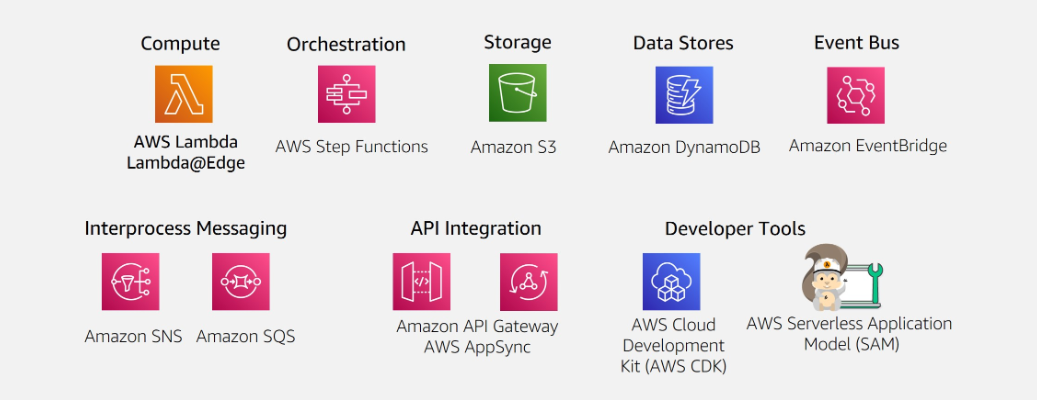 Compute
Orchestration
Storage
Data Stores
Event Bus
AWS Lambda
Lambda@Edge
AWS Step Functions
Amazon S3
Amazon DynamoDB
Amazon EventBridge
Interprocess Messaging
API Integration
Developer Tools
Amazon SNS
Amazon SQS
Amazon API Gateway
AWS AppSync
AWS Cloud
Development
Kit (AWS CDK)
AWS Serverless Application
Model (SAM)